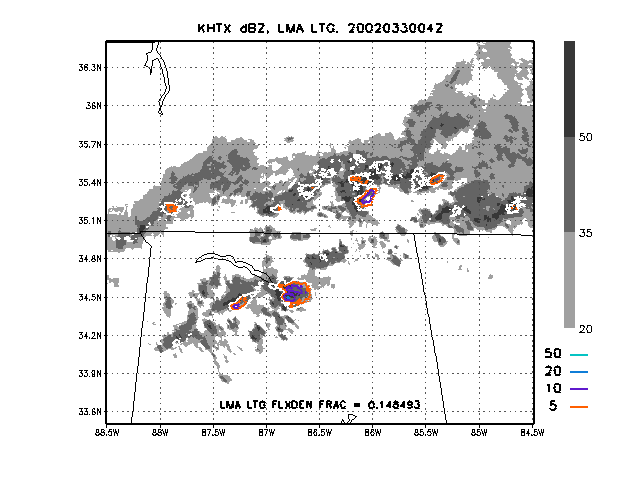 KHTX dBZ, LMA LTG. 2002033004Z
36.3N
36N
35.7N
35.4N
35.1N
34.8N
34.5N
34.2N
33.9N
33.6N
88.5W 88W 87.5W 87W 86.5W 86W 85.5W 85W 84.5W
LMA LTG FLXDEN FRAC = 0.148493
50
35
20
50
20
10
5